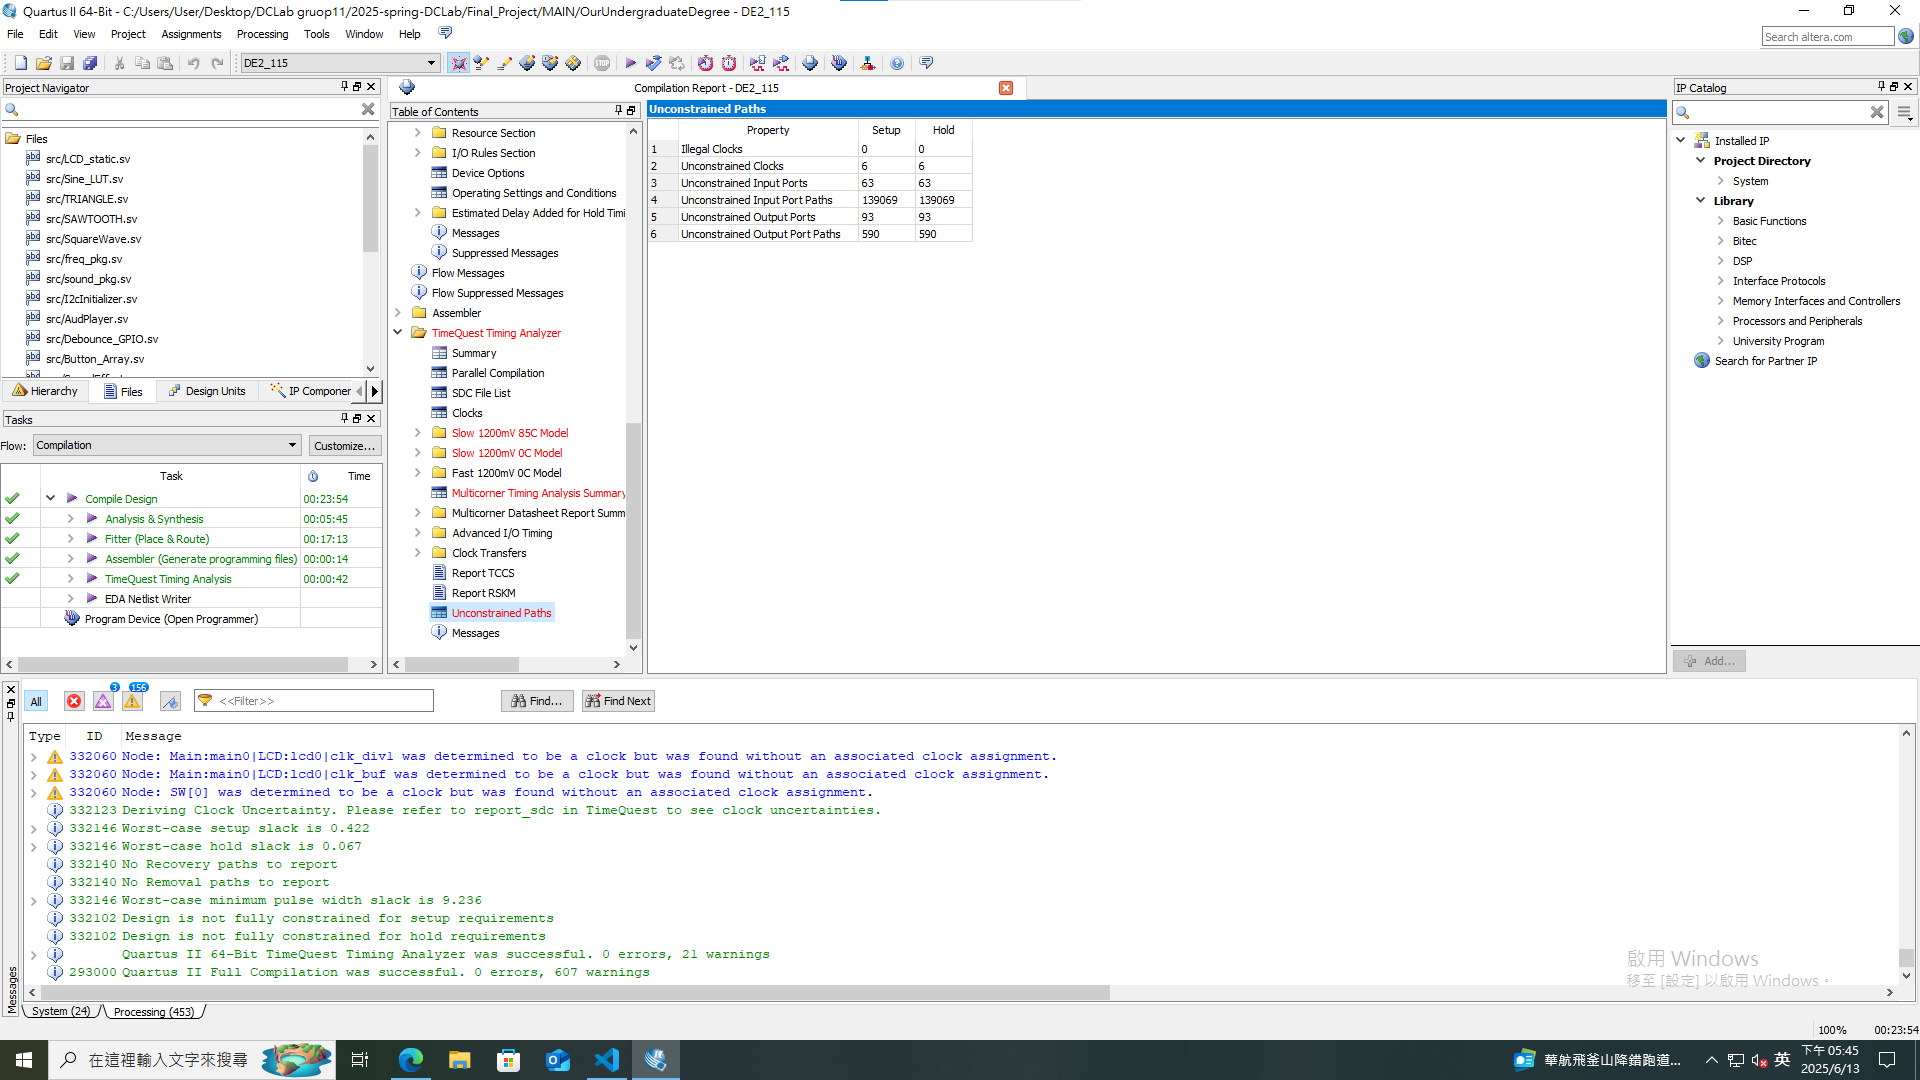 Quartus II 64-Bit - C:/Users/User/Desktop/DCLab gruop11/2025-spring-DCLab/Final_Project/MAIN/OurUndergraduateDegree - DE2_115
File Edit View Project Assignments Processing Tools Window Help
Search altera.com
DE2_115
Project Navigator
Files
src/LCD_static.sv
src/Sine_LUT.sv
src/TRIANGLE.sv
src/SAWTOOTH.sv
src/SquareWave.sv
src/freq_pkg.sv
src/sound_pkg.sv
src/I2cInitializer.sv
src/AudPlayer.sv
src/Debounce_GPIO.sv
src/Button_Array.sv
Hierarchy Files Design Units IP Componer
Tasks
Flow: Compilation Customize...
Task Time
Compile Design 00:23:54
Analysis & Synthesis 00:05:45
Fitter (Place & Route) 00:17:13
Assembler (Generate programming files) 00:00:14
TimeQuest Timing Analysis 00:00:42
EDA Netlist Writer
Program Device (Open Programmer)
Compilation Report - DE2_115
Table of Contents
Resource Section
I/O Rules Section
Device Options
Operating Settings and Conditions
Estimated Delay Added for Hold Timi
Messages
Suppressed Messages
Flow Messages
Flow Suppressed Messages
Assembler
TimeQuest Timing Analyzer
Summary
Parallel Compilation
SDC File List
Clocks
Slow 1200mV 85C Model
Slow 1200mV 0C Model
Fast 1200mV 0C Model
Multicorner Timing Analysis Summary
Multicorner Datasheet Report Summ
Advanced I/O Timing
Clock Transfers
Report TCCS
Report RSKM
Unconstrained Paths
Messages
Unconstrained Paths
Property Setup Hold
1 Illegal Clocks 0 0
2 Unconstrained Clocks 6 6
3 Unconstrained Input Ports 63 63
4 Unconstrained Input Port Paths 139069 139069
5 Unconstrained Output Ports 93 93
6 Unconstrained Output Port Paths 590 590
IP Catalog
Installed IP
Project Directory
System
Library
Basic Functions
Bitec
DSP
Interface Protocols
Memory Interfaces and Controllers
Processors and Peripherals
University Program
Search for Partner IP
Add...
All 3 156 <<Filter>> Find... Find Next
Type ID Message
332060 Node: Main:main0|LCD:lcd0|clk_div1 was determined to be a clock but was found without an associated clock assignment.
332060 Node: Main:main0|LCD:lcd0|clk_buf was determined to be a clock but was found without an associated clock assignment.
332060 Node: SW[0] was determined to be a clock but was found without an associated clock assignment.
332123 Deriving Clock Uncertainty. Please refer to report_sdc in TimeQuest to see clock uncertainties.
332146 Worst-case setup slack is 0.422
332146 Worst-case hold slack is 0.067
332140 No Recovery paths to report
332140 No Removal paths to report
332146 Worst-case minimum pulse width slack is 9.236
332102 Design is not fully constrained for setup requirements
332102 Design is not fully constrained for hold requirements
Quartus II 64-Bit TimeQuest Timing Analyzer was successful. 0 errors, 21 warnings
293000 Quartus II Full Compilation was successful. 0 errors, 607 warnings
Messages
System (24) Processing (453)
啟用 Windows
移至 [設定] 以啟用 Windows。
100% 00:23:54
在這裡輸入文字來搜尋
華航飛釜山降錯跑道...
英
下午 05:45
2025/6/13